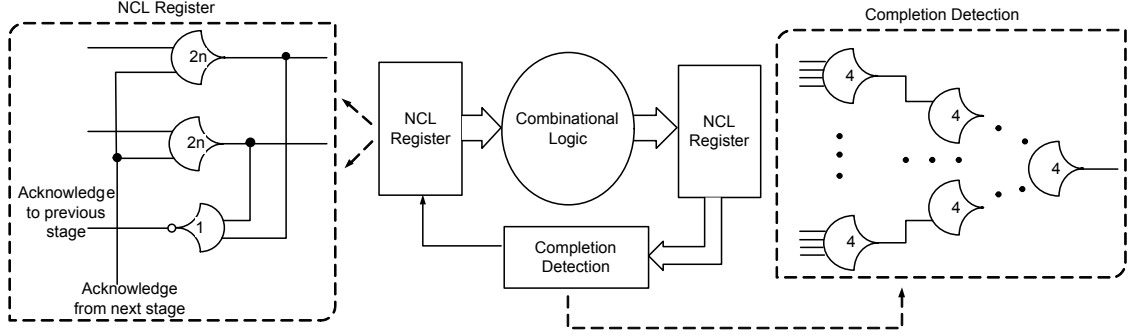 NCL Register
2n
2n
1
Acknowledge
to previous
stage
Acknowledge
from next stage
NCL
Register
Combinational
Logic
NCL
Register
Completion
Detection
Completion Detection
4
4
4
4
4